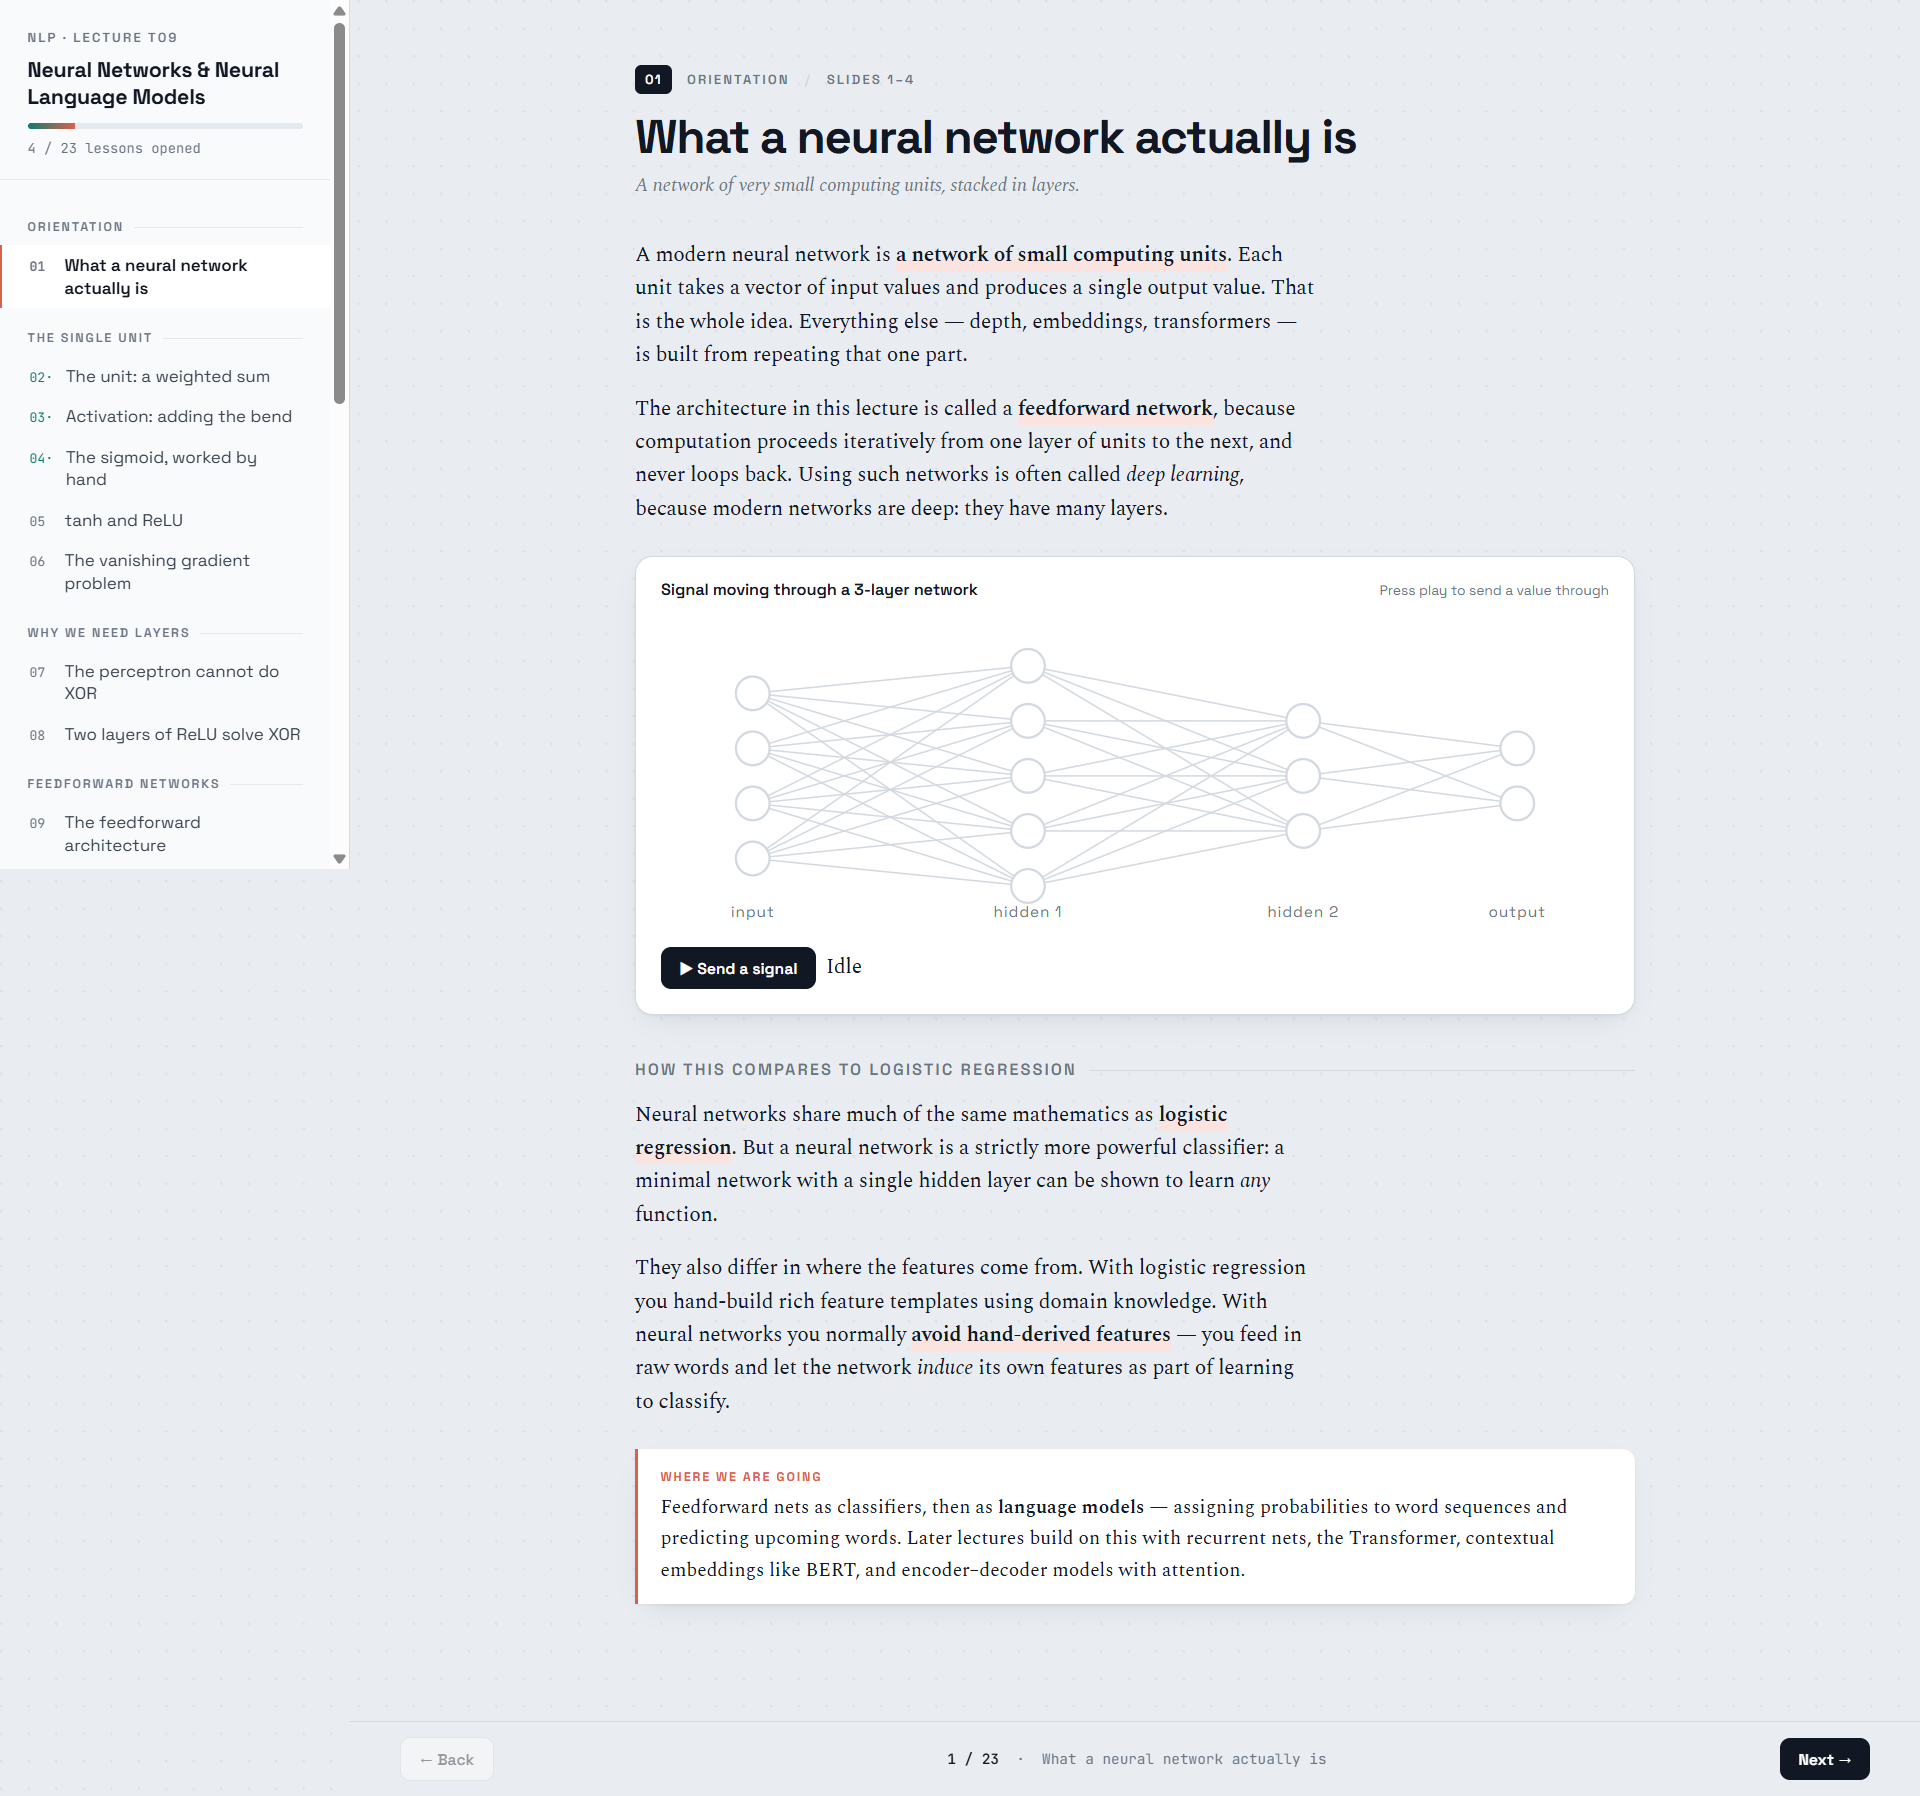 NLP · LECTURE T09
Neural Networks & Neural
Language Models
4 / 23 lessons opened
ORIENTATION
01 What a neural network
actually is
THE SINGLE UNIT
02· The unit: a weighted sum
03· Activation: adding the bend
04· The sigmoid, worked by
hand
05 tanh and ReLU
06 The vanishing gradient
problem
WHY WE NEED LAYERS
07 The perceptron cannot do
XOR
08 Two layers of ReLU solve XOR
FEEDFORWARD NETWORKS
09 The feedforward
architecture
01 ORIENTATION / SLIDES 1–4
What a neural network actually is
A network of very small computing units, stacked in layers.
A modern neural network is a network of small computing units. Each
unit takes a vector of input values and produces a single output value. That
is the whole idea. Everything else — depth, embeddings, transformers —
is built from repeating that one part.
The architecture in this lecture is called a feedforward network, because
computation proceeds iteratively from one layer of units to the next, and
never loops back. Using such networks is often called deep learning,
because modern networks are deep: they have many layers.
Signal moving through a 3-layer network
Press play to send a value through
input hidden 1 hidden 2 output
▶ Send a signal Idle
HOW THIS COMPARES TO LOGISTIC REGRESSION
Neural networks share much of the same mathematics as logistic
regression. But a neural network is a strictly more powerful classifier: a
minimal network with a single hidden layer can be shown to learn any
function.
They also differ in where the features come from. With logistic regression
you hand-build rich feature templates using domain knowledge. With
neural networks you normally avoid hand-derived features — you feed in
raw words and let the network induce its own features as part of learning
to classify.
WHERE WE ARE GOING
Feedforward nets as classifiers, then as language models — assigning probabilities to word sequences and
predicting upcoming words. Later lectures build on this with recurrent nets, the Transformer, contextual
embeddings like BERT, and encoder–decoder models with attention.
← Back
1 / 23 · What a neural network actually is
Next →